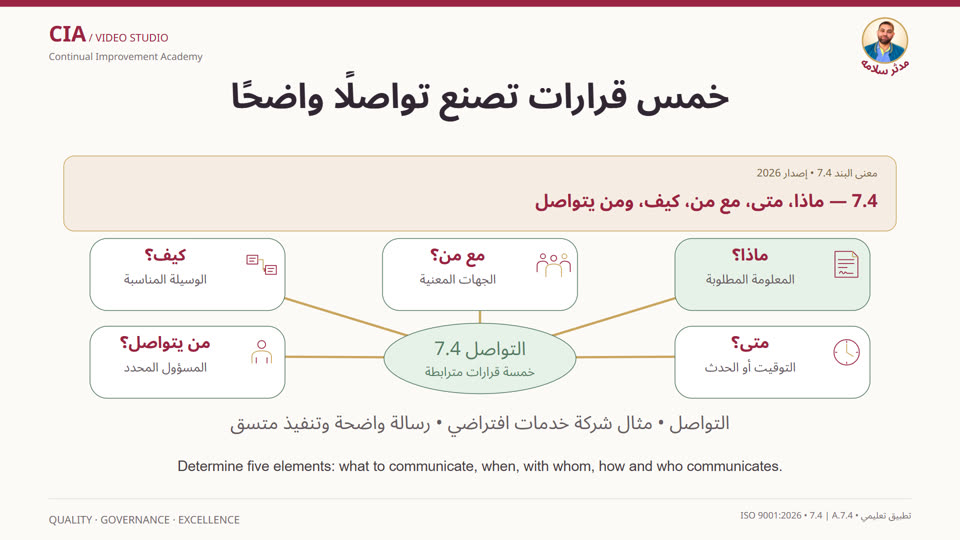 CIA / VIDEO STUDIO
Continual Improvement Academy
مدثر سلامه
خمس قرارات تصنع تواصلًا واضحًا
معنى البند 7.4 • إصدار 2026
7.4 — ماذا، متى، مع من، كيف، ومن يتواصل
ماذا؟
المعلومة المطلوبة
مع من؟
الجهات المعنية
كيف؟
الوسيلة المناسبة
متى؟
التوقيت أو الحدث
التواصل 7.4
خمسة قرارات مترابطة
من يتواصل؟
المسؤول المحدد
التواصل • مثال شركة خدمات افتراضي • رسالة واضحة وتنفيذ متسق
Determine five elements: what to communicate, when, with whom, how and who communicates.
QUALITY · GOVERNANCE · EXCELLENCE
ISO 9001:2026 • 7.4 | A.7.4 • تطبيق تعليمي